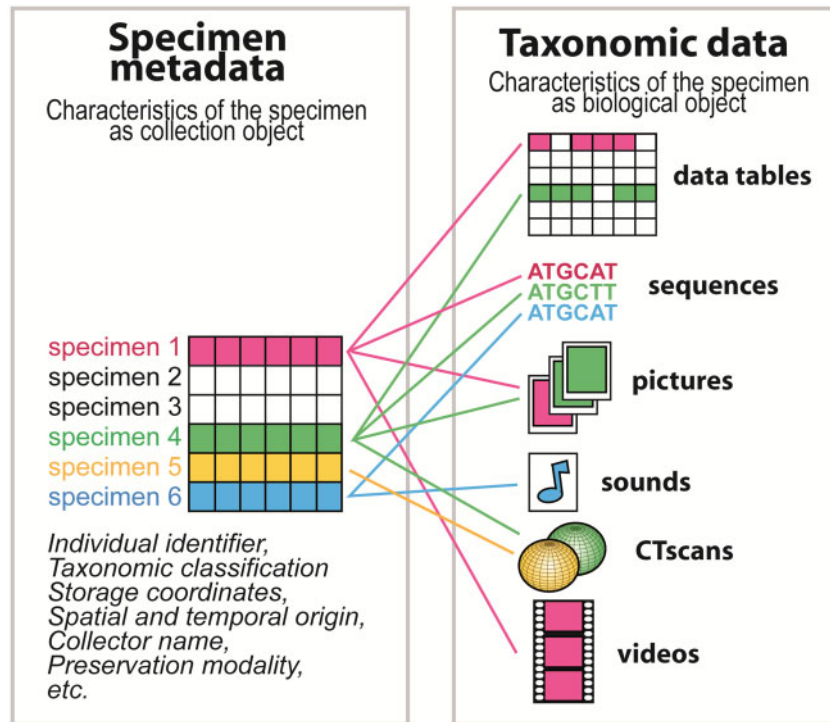 Specimen
metadata
Characteristics of the specimen
as collection object
specimen 1
specimen 2
specimen 3
specimen 4
specimen 5
specimen 6
Individual identifier,
Taxonomic classification
Storage coordinates,
Spatial and temporal origin,
Collector name,
Preservation modality,
etc.
Taxonomic data
Characteristics of the specimen
as biological object
data tables
ATGCAT
ATGCTT
ATGCAT
sequences
pictures
sounds
CTscans
videos